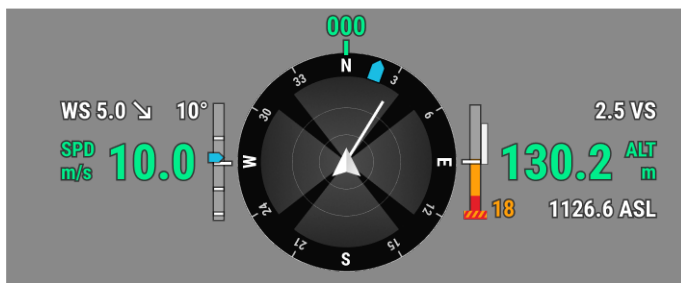 000
N
3
6
E
12
15
S
21
24
W
30
33
WS 5.0 ↘ 10°
SPD
m/s
10.0
2.5 VS
130.2
ALT
m
18
1126.6 ASL